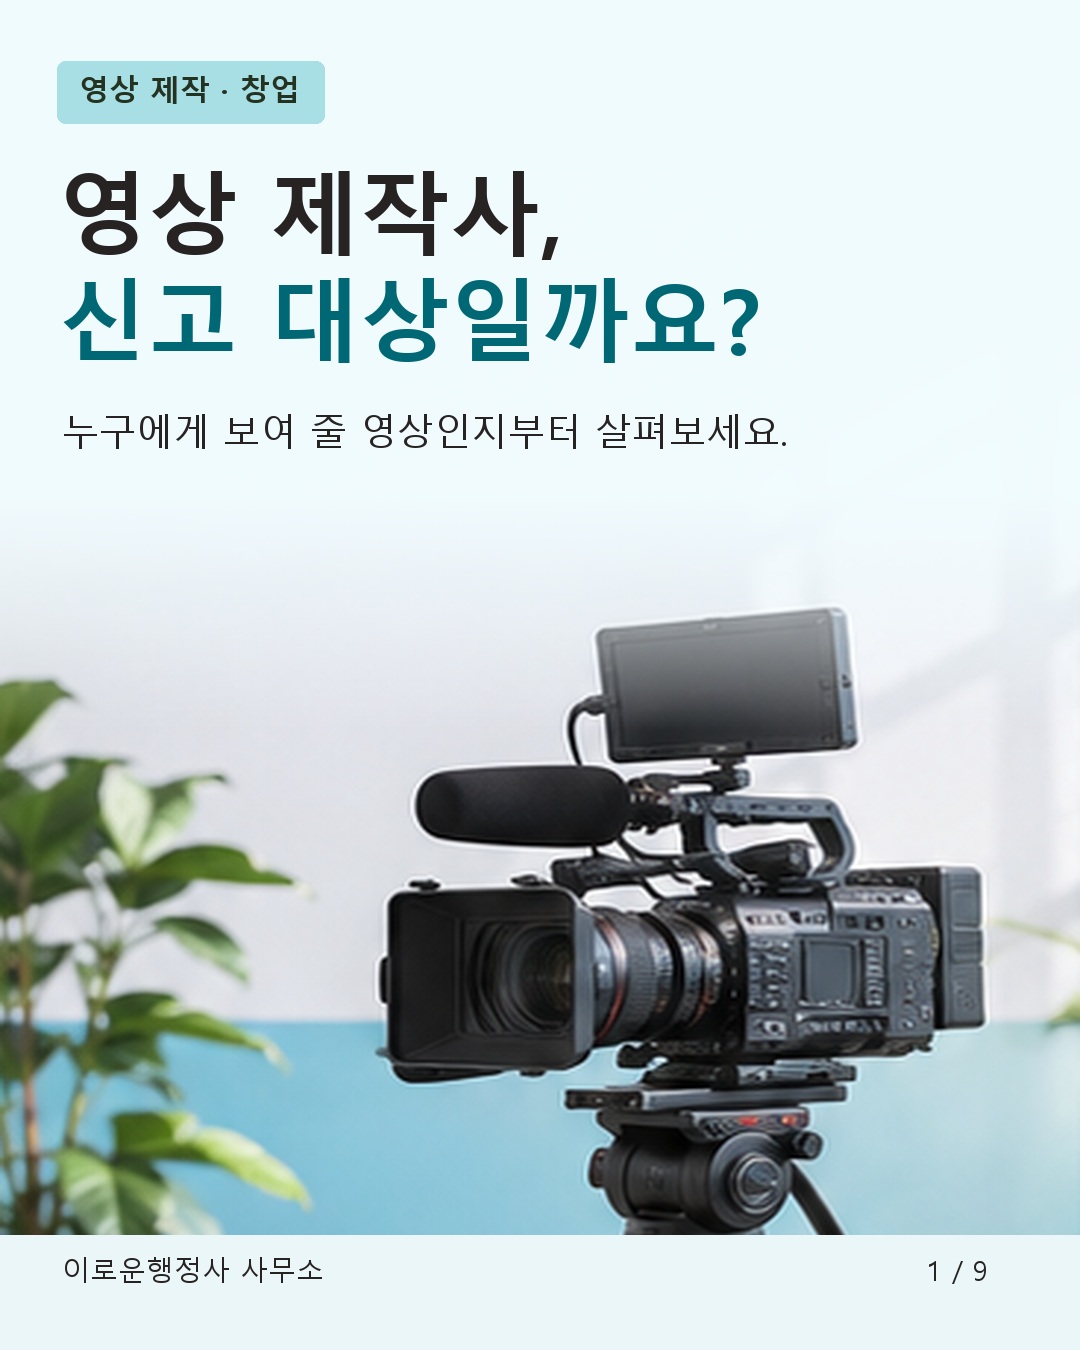 영상 제작 · 창업
영상 제작사,
신고 대상일까요?
누구에게 보여 줄 영상인지부터 살펴보세요.
이로운행정사 사무소
1 / 9